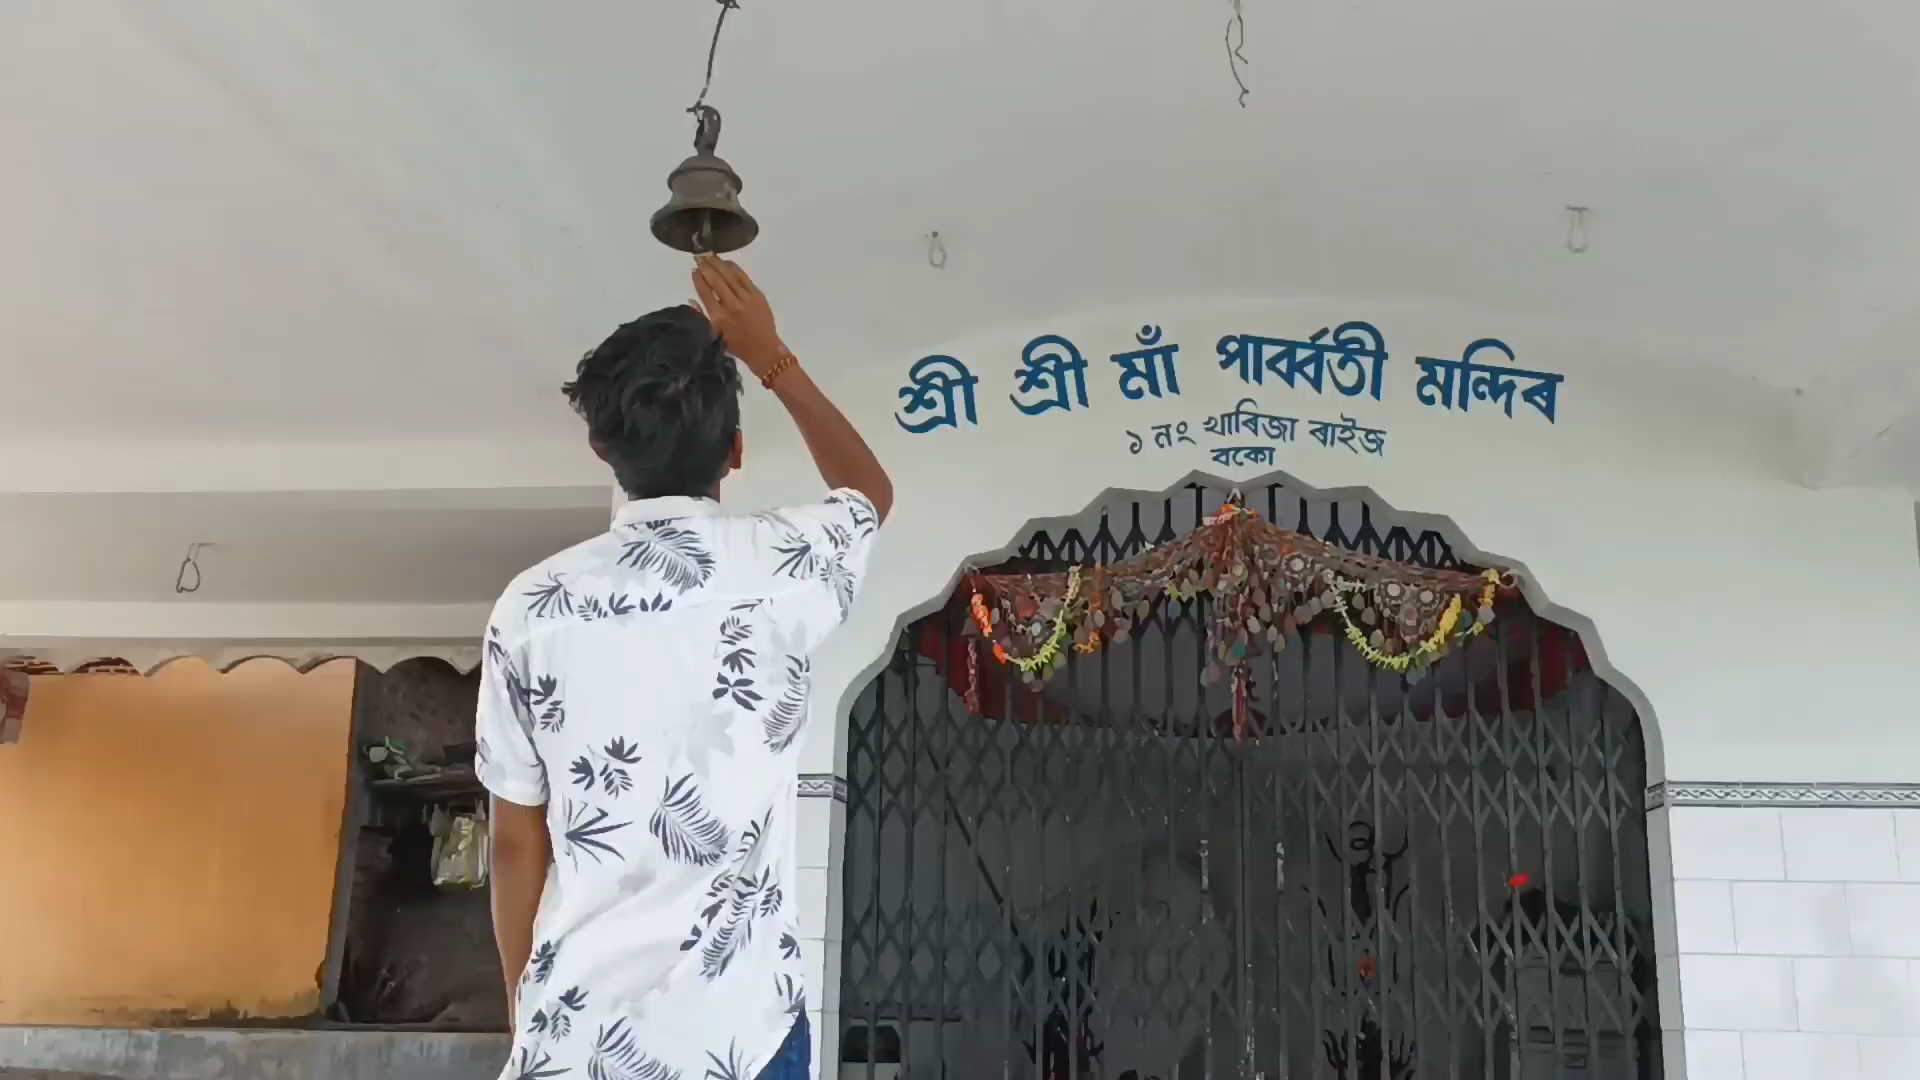 শ্ৰী শ্ৰী মাঁ পাৰ্ব্বতী মন্দিৰ
১ নং খাৰিজা ৰাইজ
বকো